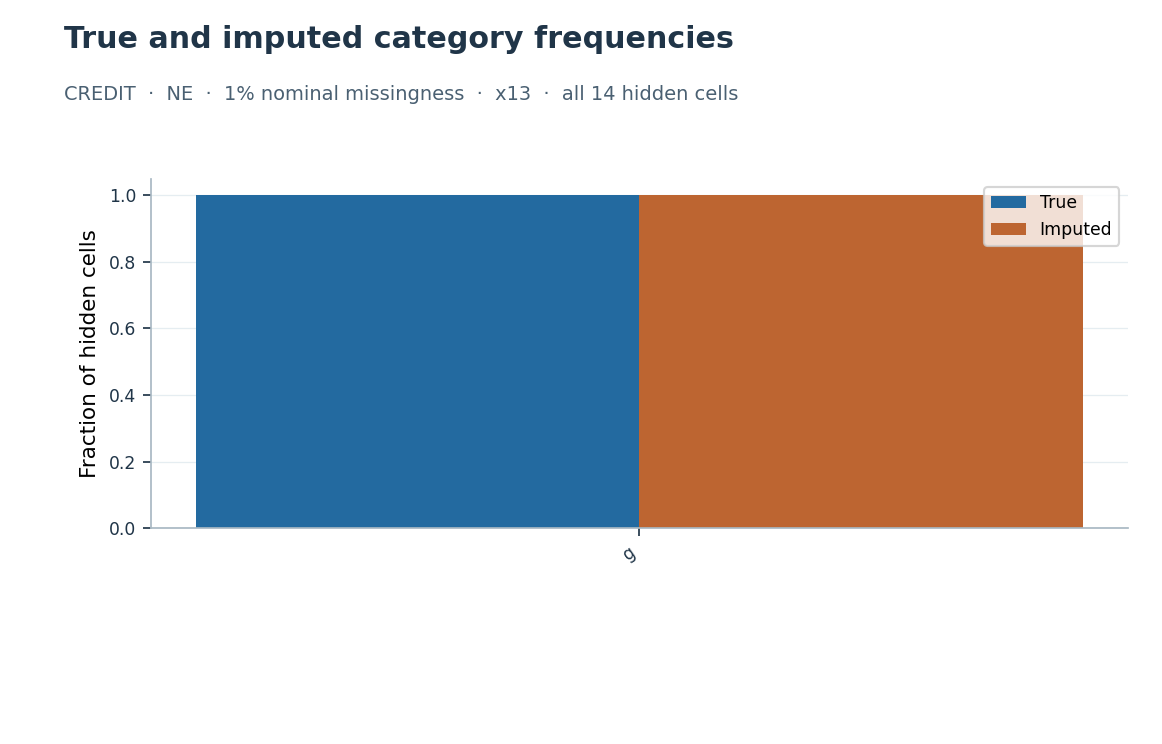 True and imputed category frequencies
CREDIT · NE · 1% nominal missingness · x13 · all 14 hidden cells
Fraction of hidden cells
1.0
0.8
0.6
0.4
0.2
0.0
True
Imputed
g